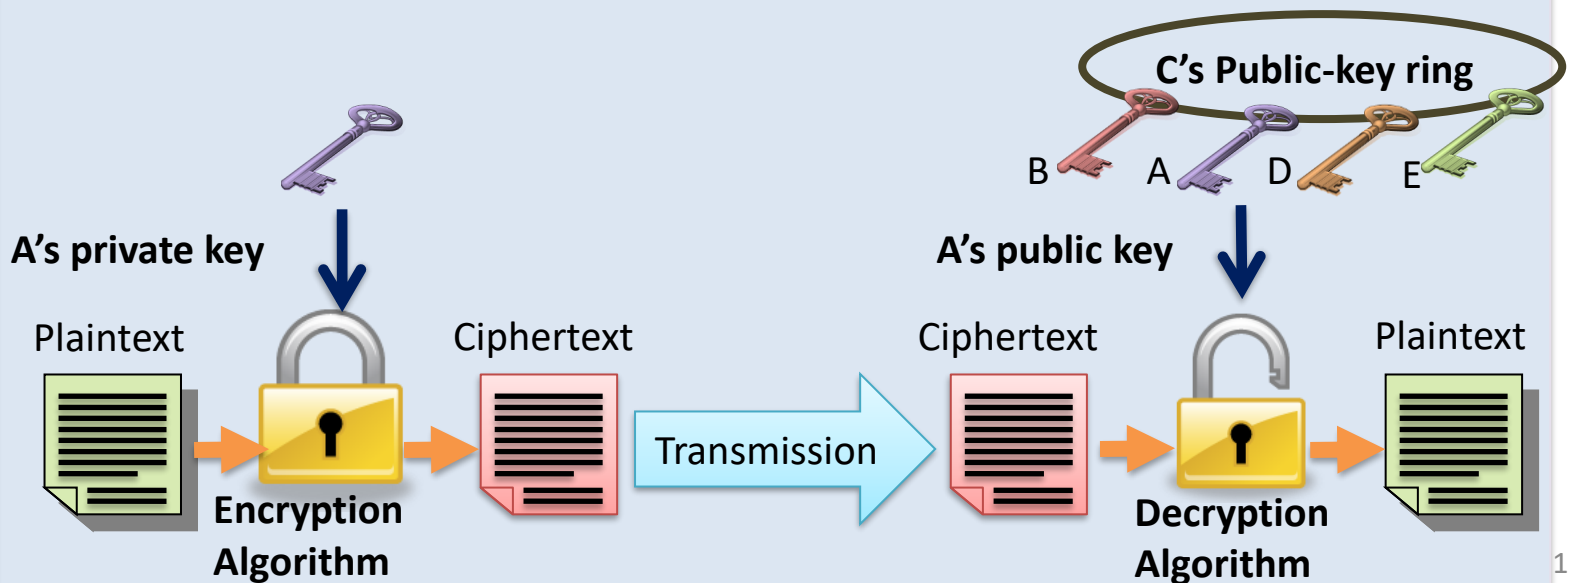 C’s Public-key ring
B
A
D
E
A’s private key
A’s public key
Plaintext
Ciphertext
Ciphertext
Plaintext
Transmission
Encryption
Algorithm
Decryption
Algorithm
1